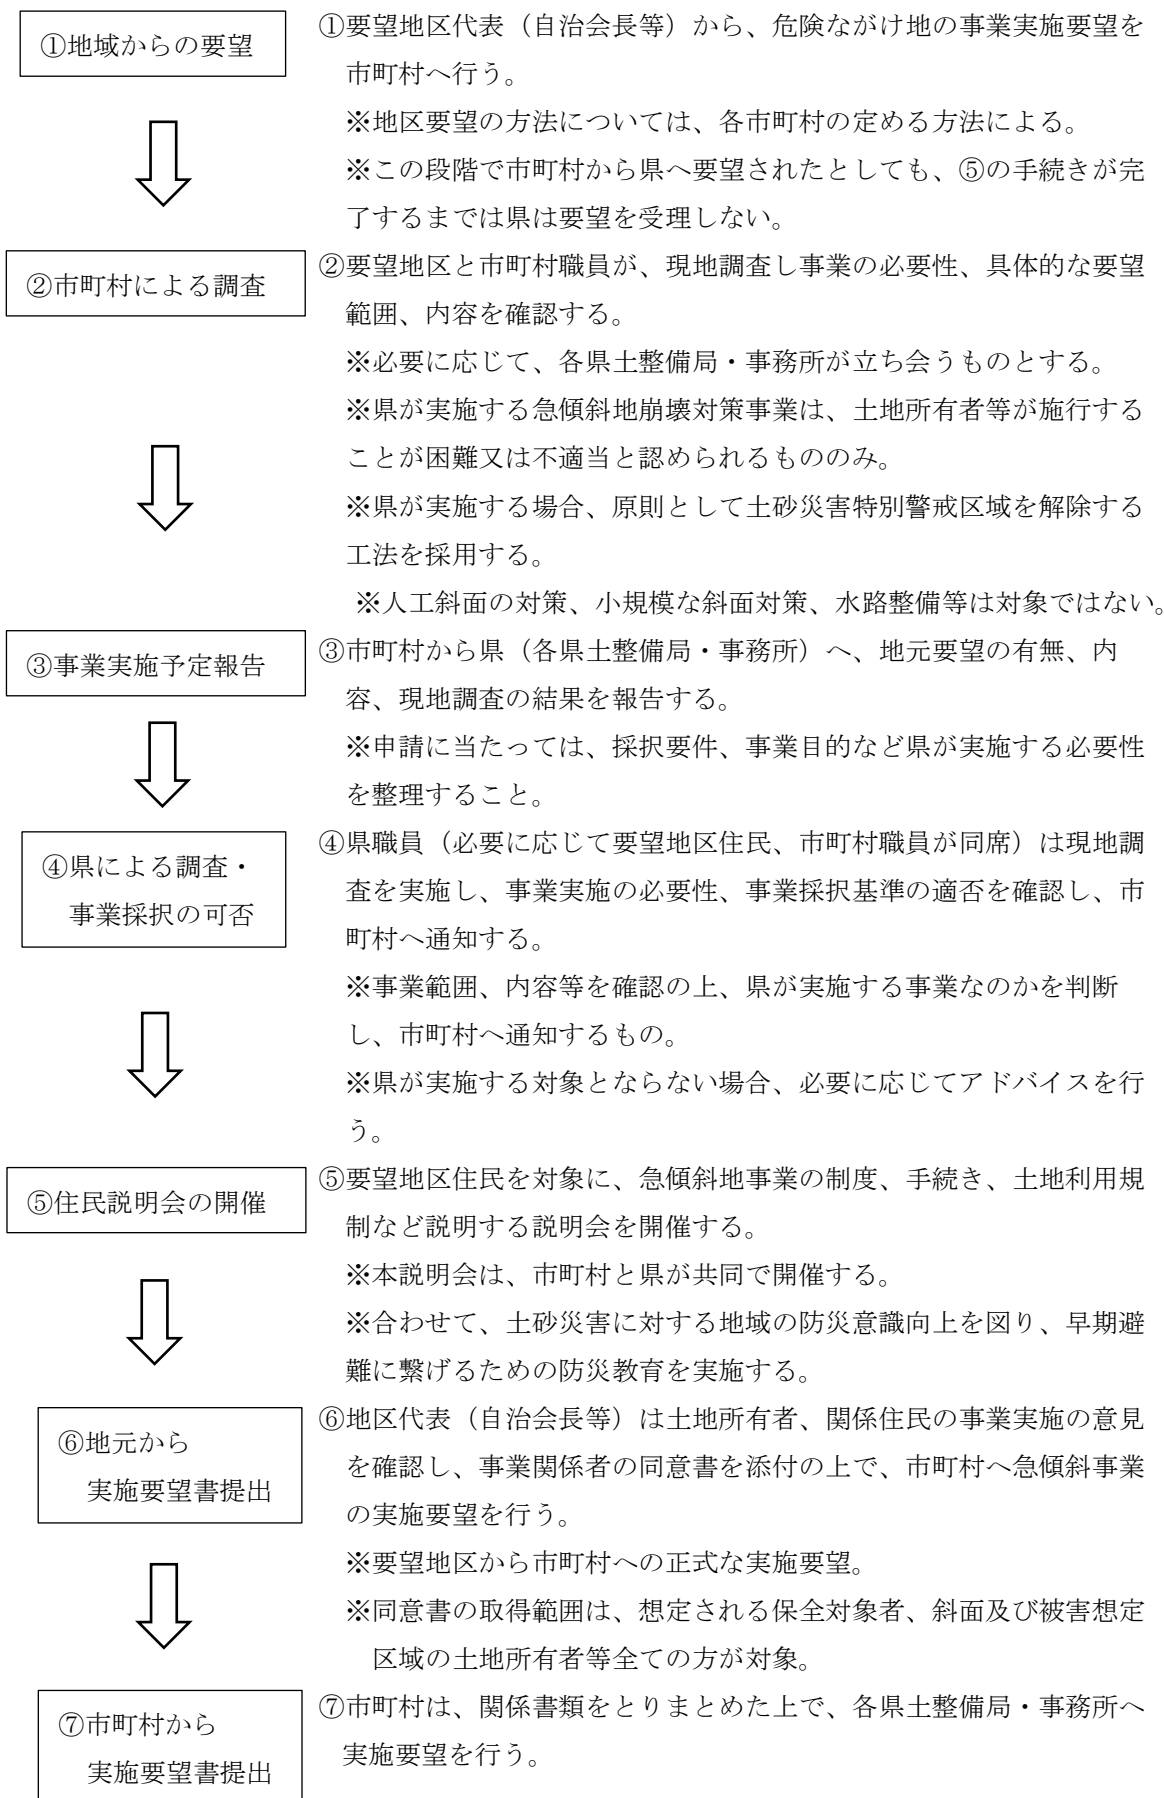 ①地域からの要望
①要望地区代表（自治会長等）から、危険ながけ地の事業実施要望を
市町村へ行う。
※地区要望の方法については、各市町村の定める方法による。
※この段階で市町村から県へ要望されたとしても、⑤の手続きが完
了するまでは県は要望を受理しない。
②市町村による調査
②要望地区と市町村職員が、現地調査し事業の必要性、具体的な要望
範囲、内容を確認する。
※必要に応じて、各県土整備局・事務所が立ち会うものとする。
※県が実施する急傾斜地崩壊対策事業は、土地所有者等が施行する
ことが困難又は不適当と認められるもののみ。
※県が実施する場合、原則として土砂災害特別警戒区域を解除する
工法を採用する。
※人工斜面の対策、小規模な斜面対策、水路整備等は対象ではない。
③事業実施予定報告
③市町村から県（各県土整備局・事務所）へ、地元要望の有無、内
容、現地調査の結果を報告する。
※申請に当たっては、採択要件、事業目的など県が実施する必要性
を整理すること。
④県による調査・
事業採択の可否
④県職員（必要に応じて要望地区住民、市町村職員が同席）は現地調
査を実施し、事業実施の必要性、事業採択基準の適否を確認し、市
町村へ通知する。
※事業範囲、内容等を確認の上、県が実施する事業なのかを判断
し、市町村へ通知するもの。
※県が実施する対象とならない場合、必要に応じてアドバイスを行
う。
⑤住民説明会の開催
⑤要望地区住民を対象に、急傾斜地事業の制度、手続き、土地利用規
制など説明する説明会を開催する。
※本説明会は、市町村と県が共同で開催する。
※合わせて、土砂災害に対する地域の防災意識向上を図り、早期避
難に繋げるための防災教育を実施する。
⑥地元から
実施要望書提出
⑥地区代表（自治会長等）は土地所有者、関係住民の事業実施の意見
を確認し、事業関係者の同意書を添付の上で、市町村へ急傾斜事業
の実施要望を行う。
※要望地区から市町村への正式な実施要望。
※同意書の取得範囲は、想定される保全対象者、斜面及び被害想定
区域の土地所有者等全ての方が対象。
⑦市町村から
実施要望書提出
⑦市町村は、関係書類をとりまとめた上で、各県土整備局・事務所へ
実施要望を行う。